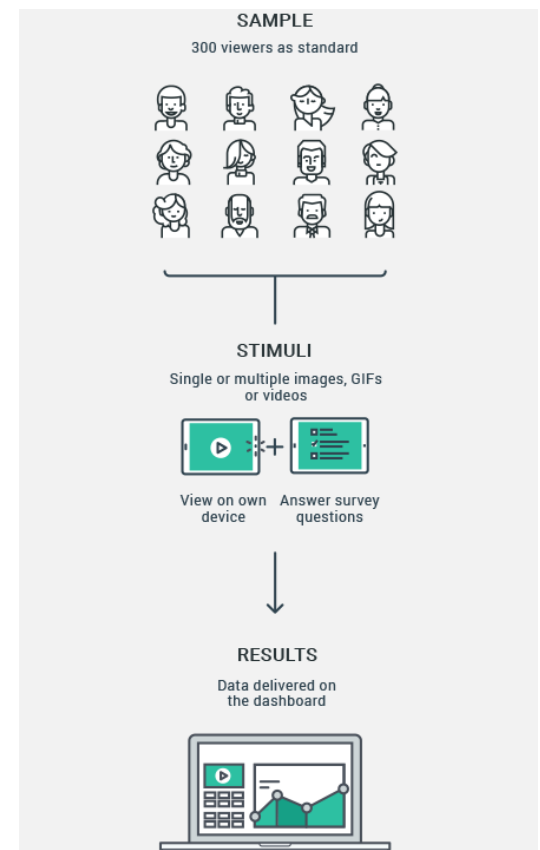 SAMPLE
300 viewers as standard
STIMULI
Single or multiple images, GIFs
or videos
View on own
device
Answer survey
questions
RESULTS
Data delivered on
the dashboard